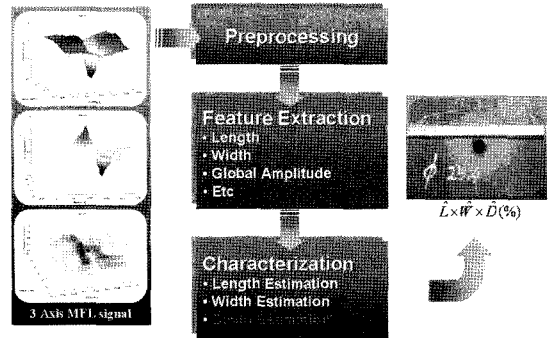 Preprocessing
Feature Extraction
• Length
• Width
• Global Amplitude
• Etc
Characterization
• Length Estimation
• Width Estimation
3 Axis MFL signal
L̂×Ŵ×D̂(%)